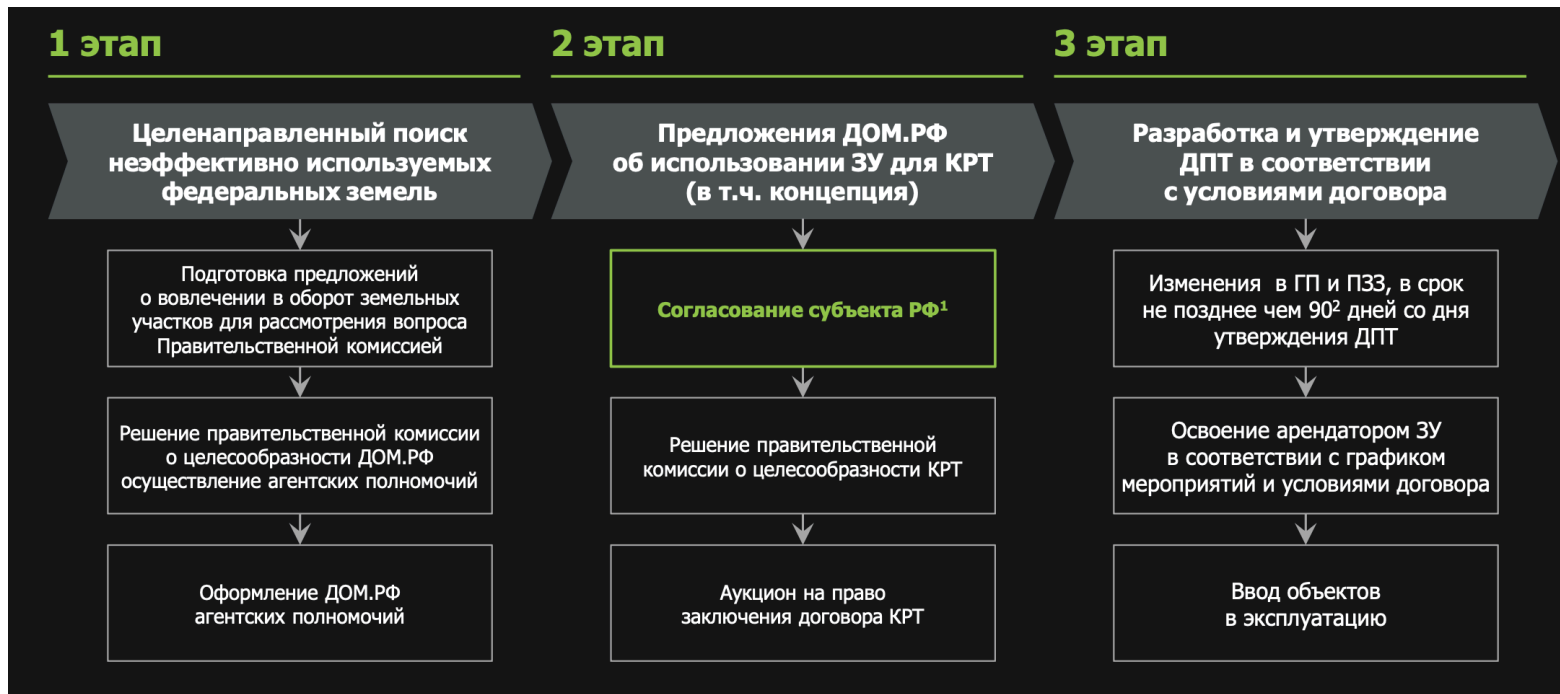 1 этап
Целенаправленный поиск
неэффективно используемых
федеральных земель
Подготовка предложений
о вовлечении в оборот земельных
участков для рассмотрения вопроса
Правительственной комиссией
Решение правительственной комиссии
о целесообразности ДОМ.РФ
осуществление агентских полномочий
Оформление ДОМ.РФ
агентских полномочий
2 этап
Предложения ДОМ.РФ
об использовании ЗУ для КРТ
(в т.ч. концепция)
Согласование субъекта РФ¹
Решение правительственной
комиссии о целесообразности КРТ
Аукцион на право
заключения договора КРТ
3 этап
Разработка и утверждение
ДПТ в соответствии
с условиями договора
Изменения в ГП и ПЗЗ, в срок
не позднее чем 90² дней со дня
утверждения ДПТ
Освоение арендатором ЗУ
в соответствии с графиком
мероприятий и условиями договора
Ввод объектов
в эксплуатацию